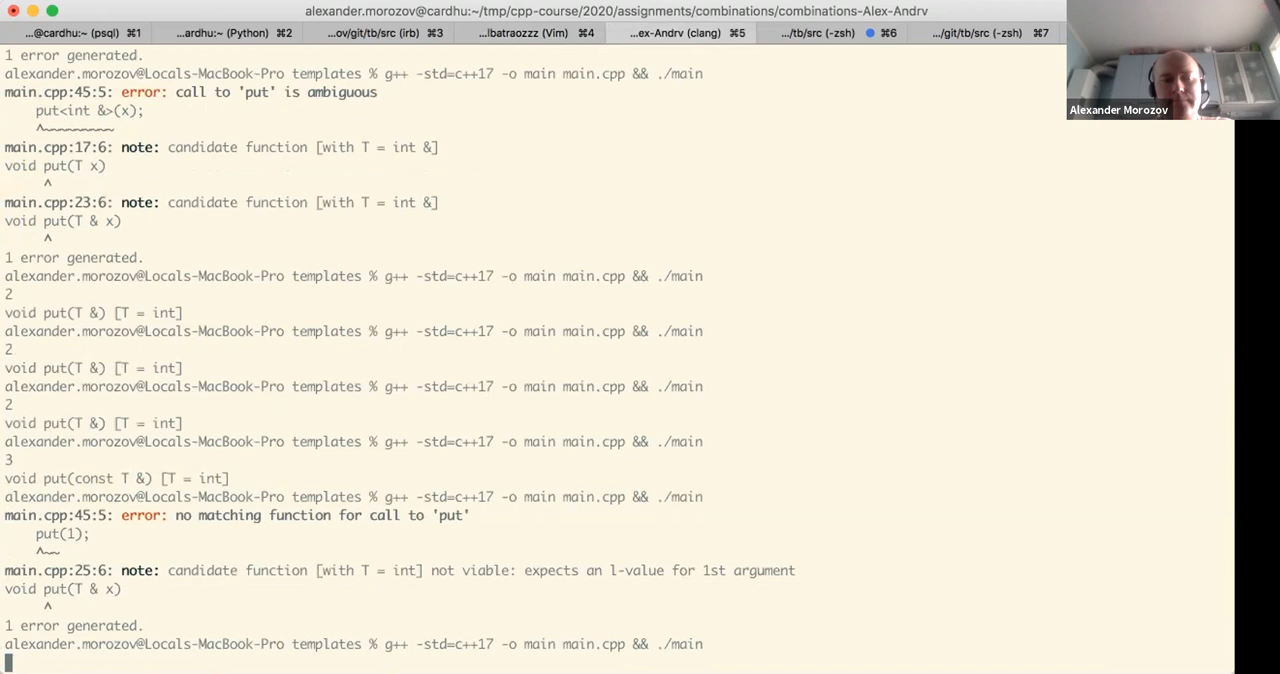 alexander.morozov@cardhu:~/tmp/cpp-course/2020/assignments/combinations/combinations-Alex-Andrv
...@cardhu:~ (psql) ⌘1 ...ardhu:~ (Python) ⌘2 ...ov/git/tb/src (irb) ⌘3 ...lbatraozzz (Vim) ⌘4 ...ex-Andrv (clang) ⌘5 .../tb/src (-zsh) ⌘6 .../git/tb/src (-zsh) ⌘7
Alexander Morozov
1 error generated.
alexander.morozov@Locals-MacBook-Pro templates % g++ -std=c++17 -o main main.cpp && ./main
main.cpp:45:5: error: call to 'put' is ambiguous
    put<int &>(x);
    ^~~~~~~~~~
main.cpp:17:6: note: candidate function [with T = int &]
void put(T x)
     ^
main.cpp:23:6: note: candidate function [with T = int &]
void put(T & x)
     ^
1 error generated.
alexander.morozov@Locals-MacBook-Pro templates % g++ -std=c++17 -o main main.cpp && ./main
2
void put(T &) [T = int]
alexander.morozov@Locals-MacBook-Pro templates % g++ -std=c++17 -o main main.cpp && ./main
2
void put(T &) [T = int]
alexander.morozov@Locals-MacBook-Pro templates % g++ -std=c++17 -o main main.cpp && ./main
2
void put(T &) [T = int]
alexander.morozov@Locals-MacBook-Pro templates % g++ -std=c++17 -o main main.cpp && ./main
3
void put(const T &) [T = int]
alexander.morozov@Locals-MacBook-Pro templates % g++ -std=c++17 -o main main.cpp && ./main
main.cpp:45:5: error: no matching function for call to 'put'
    put(1);
    ^~~
main.cpp:25:6: note: candidate function [with T = int] not viable: expects an l-value for 1st argument
void put(T & x)
     ^
1 error generated.
alexander.morozov@Locals-MacBook-Pro templates % g++ -std=c++17 -o main main.cpp && ./main